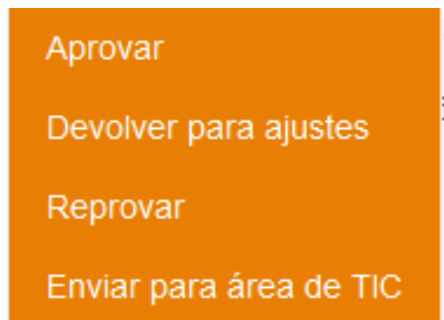 Aprovar
Devolver para ajustes
Reprovar
Enviar para área de TIC